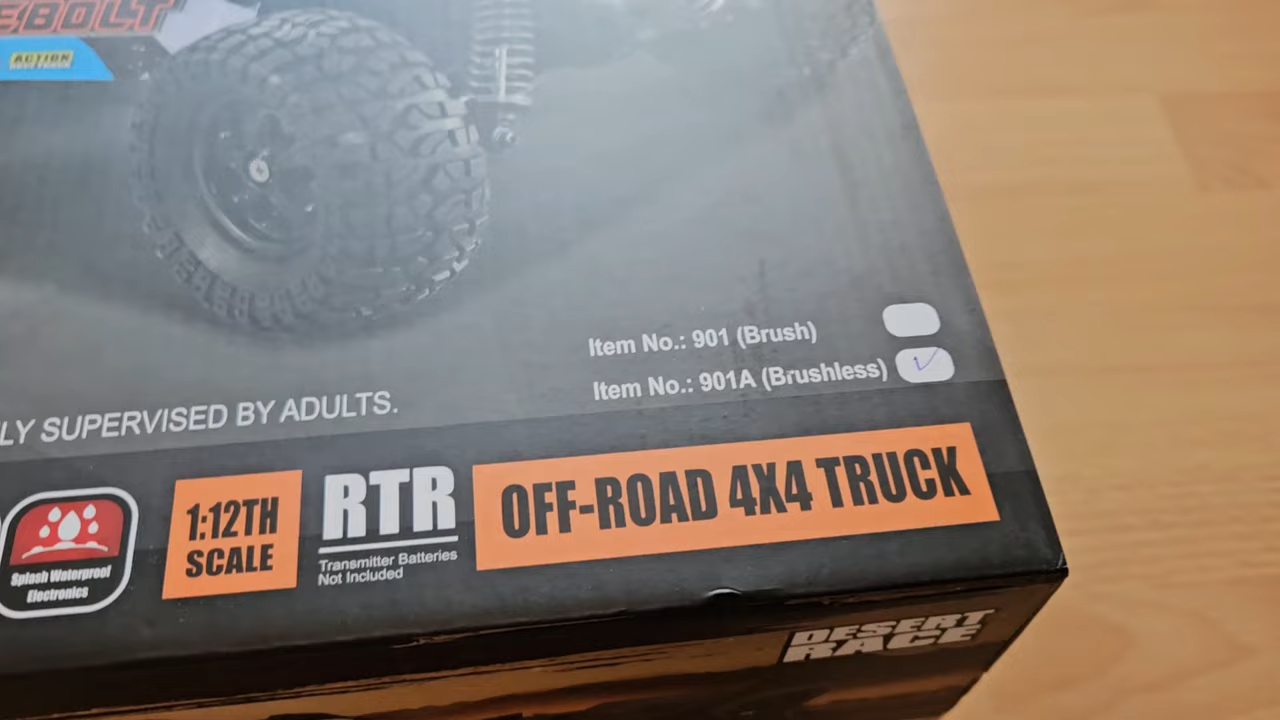 EBOLT
ACTION
Item No.: 901 (Brush)
Item No.: 901A (Brushless)
LY SUPERVISED BY ADULTS.
Splash Waterproof
Electronics
1:12TH
SCALE
RTR
Transmitter Batteries
Not Included
OFF-ROAD 4X4 TRUCK
DESERT
RACE